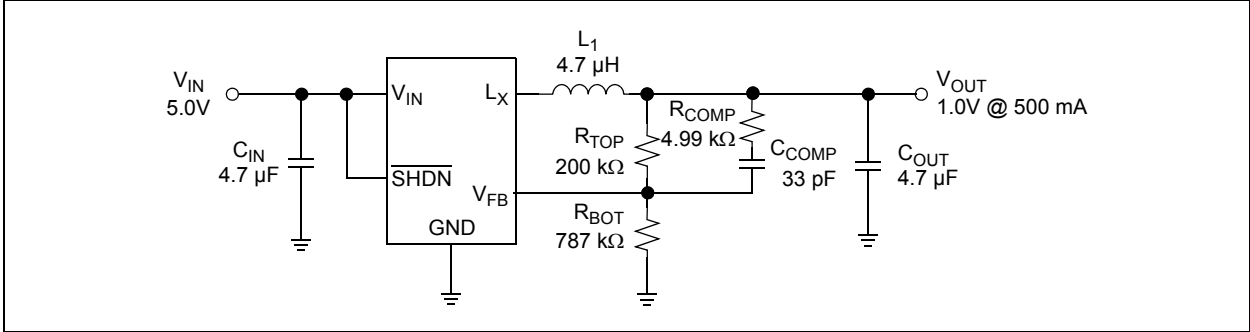 L1
4.7 µH
VIN
5.0V
VIN
LX
VOUT
1.0V @ 500 mA
RCOMP
4.99 kΩ
RTOP
200 kΩ
CCOMP
33 pF
CIN
4.7 µF
COUT
4.7 µF
SHDN
VFB
RBOT
787 kΩ
GND